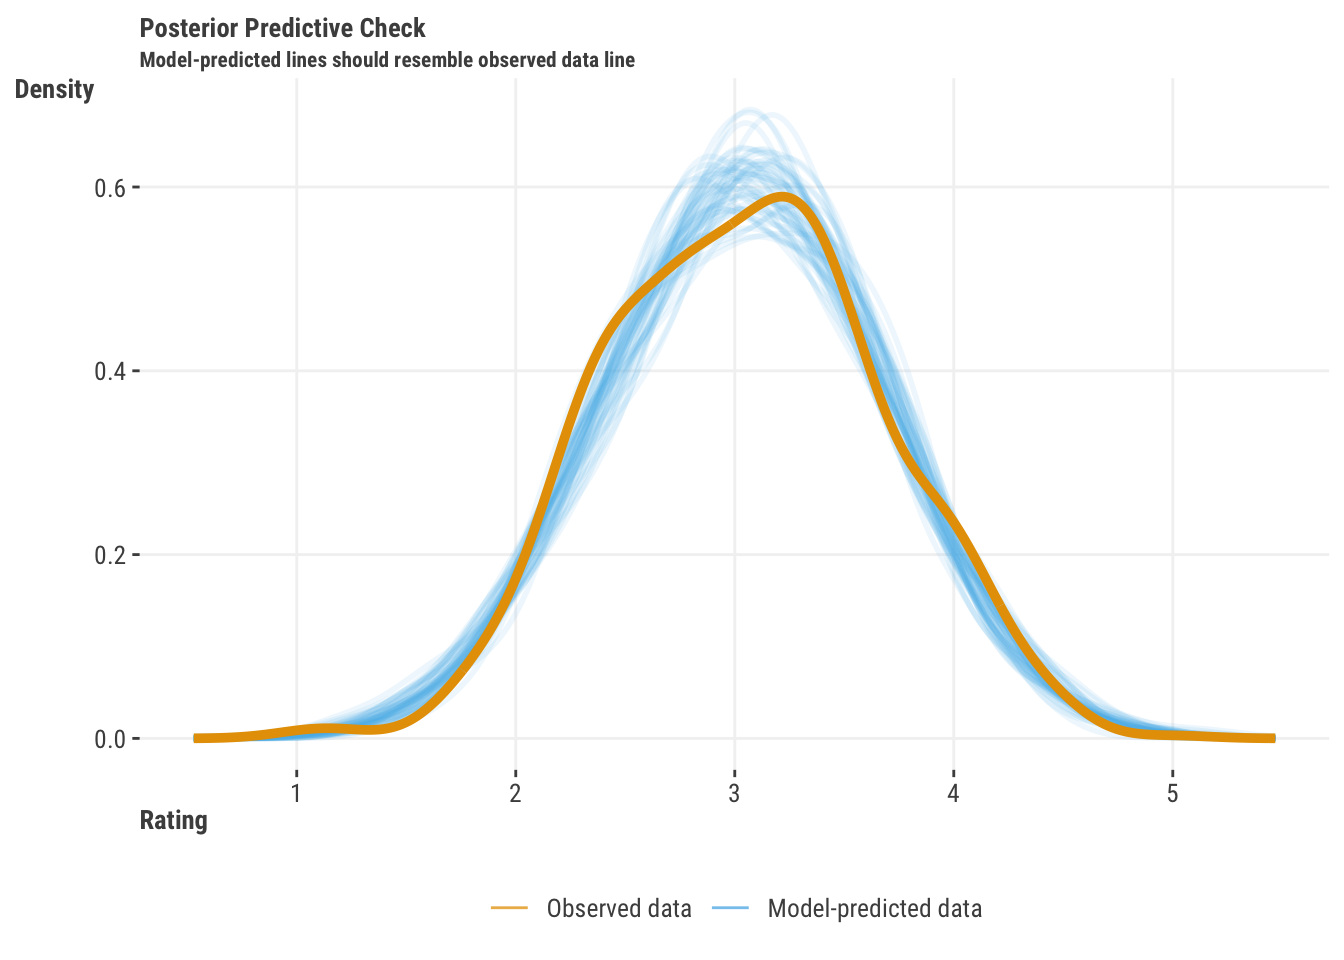 Posterior Predictive Check
Model-predicted lines should resemble observed data line
Density
0.6
0.4
0.2
0.0
1 2 3 4 5
Rating
Observed data Model-predicted data